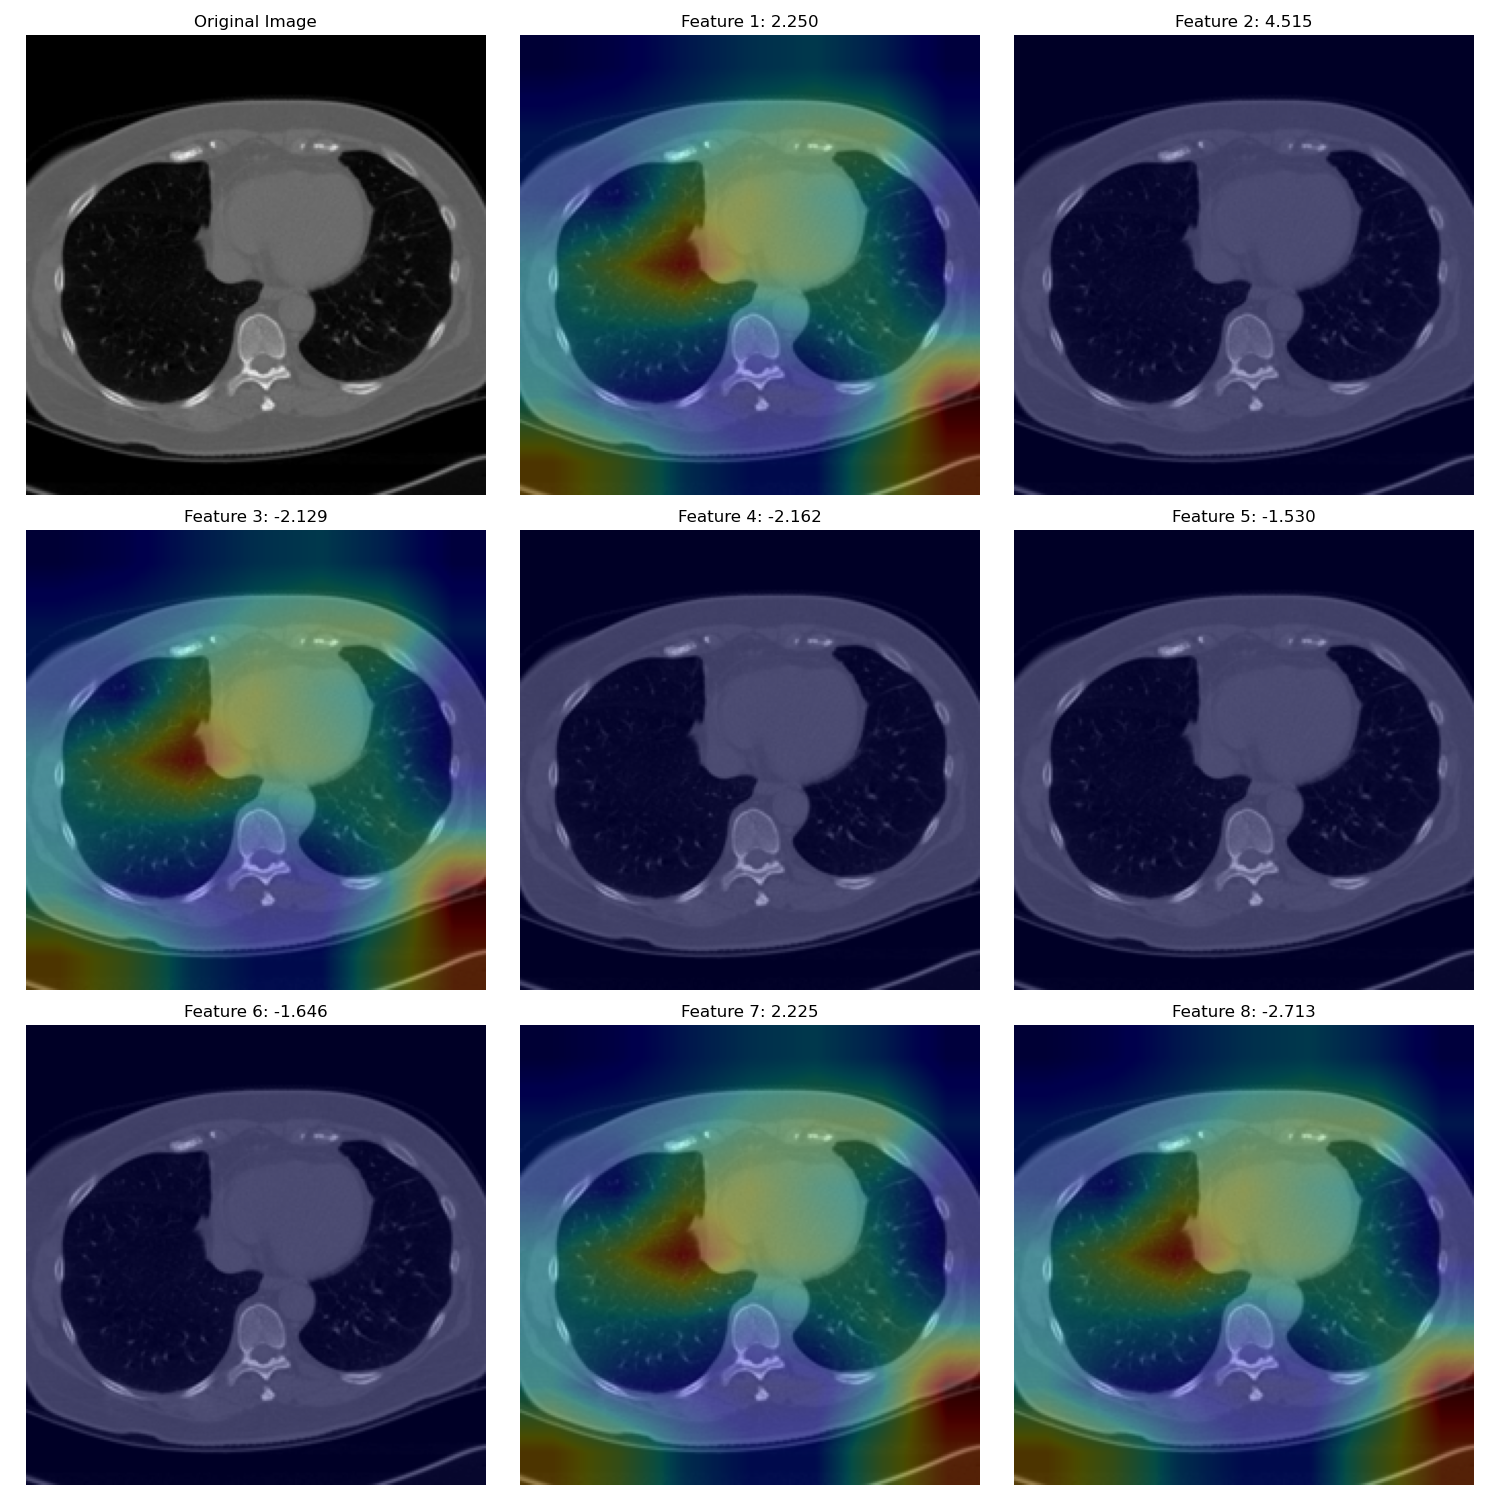 Original Image
Feature 1: 2.250
Feature 2: 4.515
Feature 3: -2.129
Feature 4: -2.162
Feature 5: -1.530
Feature 6: -1.646
Feature 7: 2.225
Feature 8: -2.713